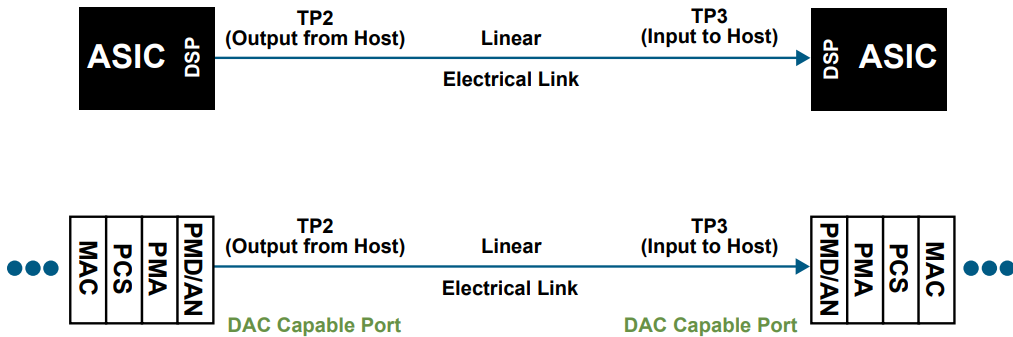 TP2
(Output from Host)
Linear
TP3
(Input to Host)
ASIC
DSP
DSP
ASIC
Electrical Link
TP2
(Output from Host)
Linear
TP3
(Input to Host)
MAC
PCS
PMA
PMD/AN
PMD/AN
PMA
PCS
MAC
Electrical Link
DAC Capable Port
DAC Capable Port